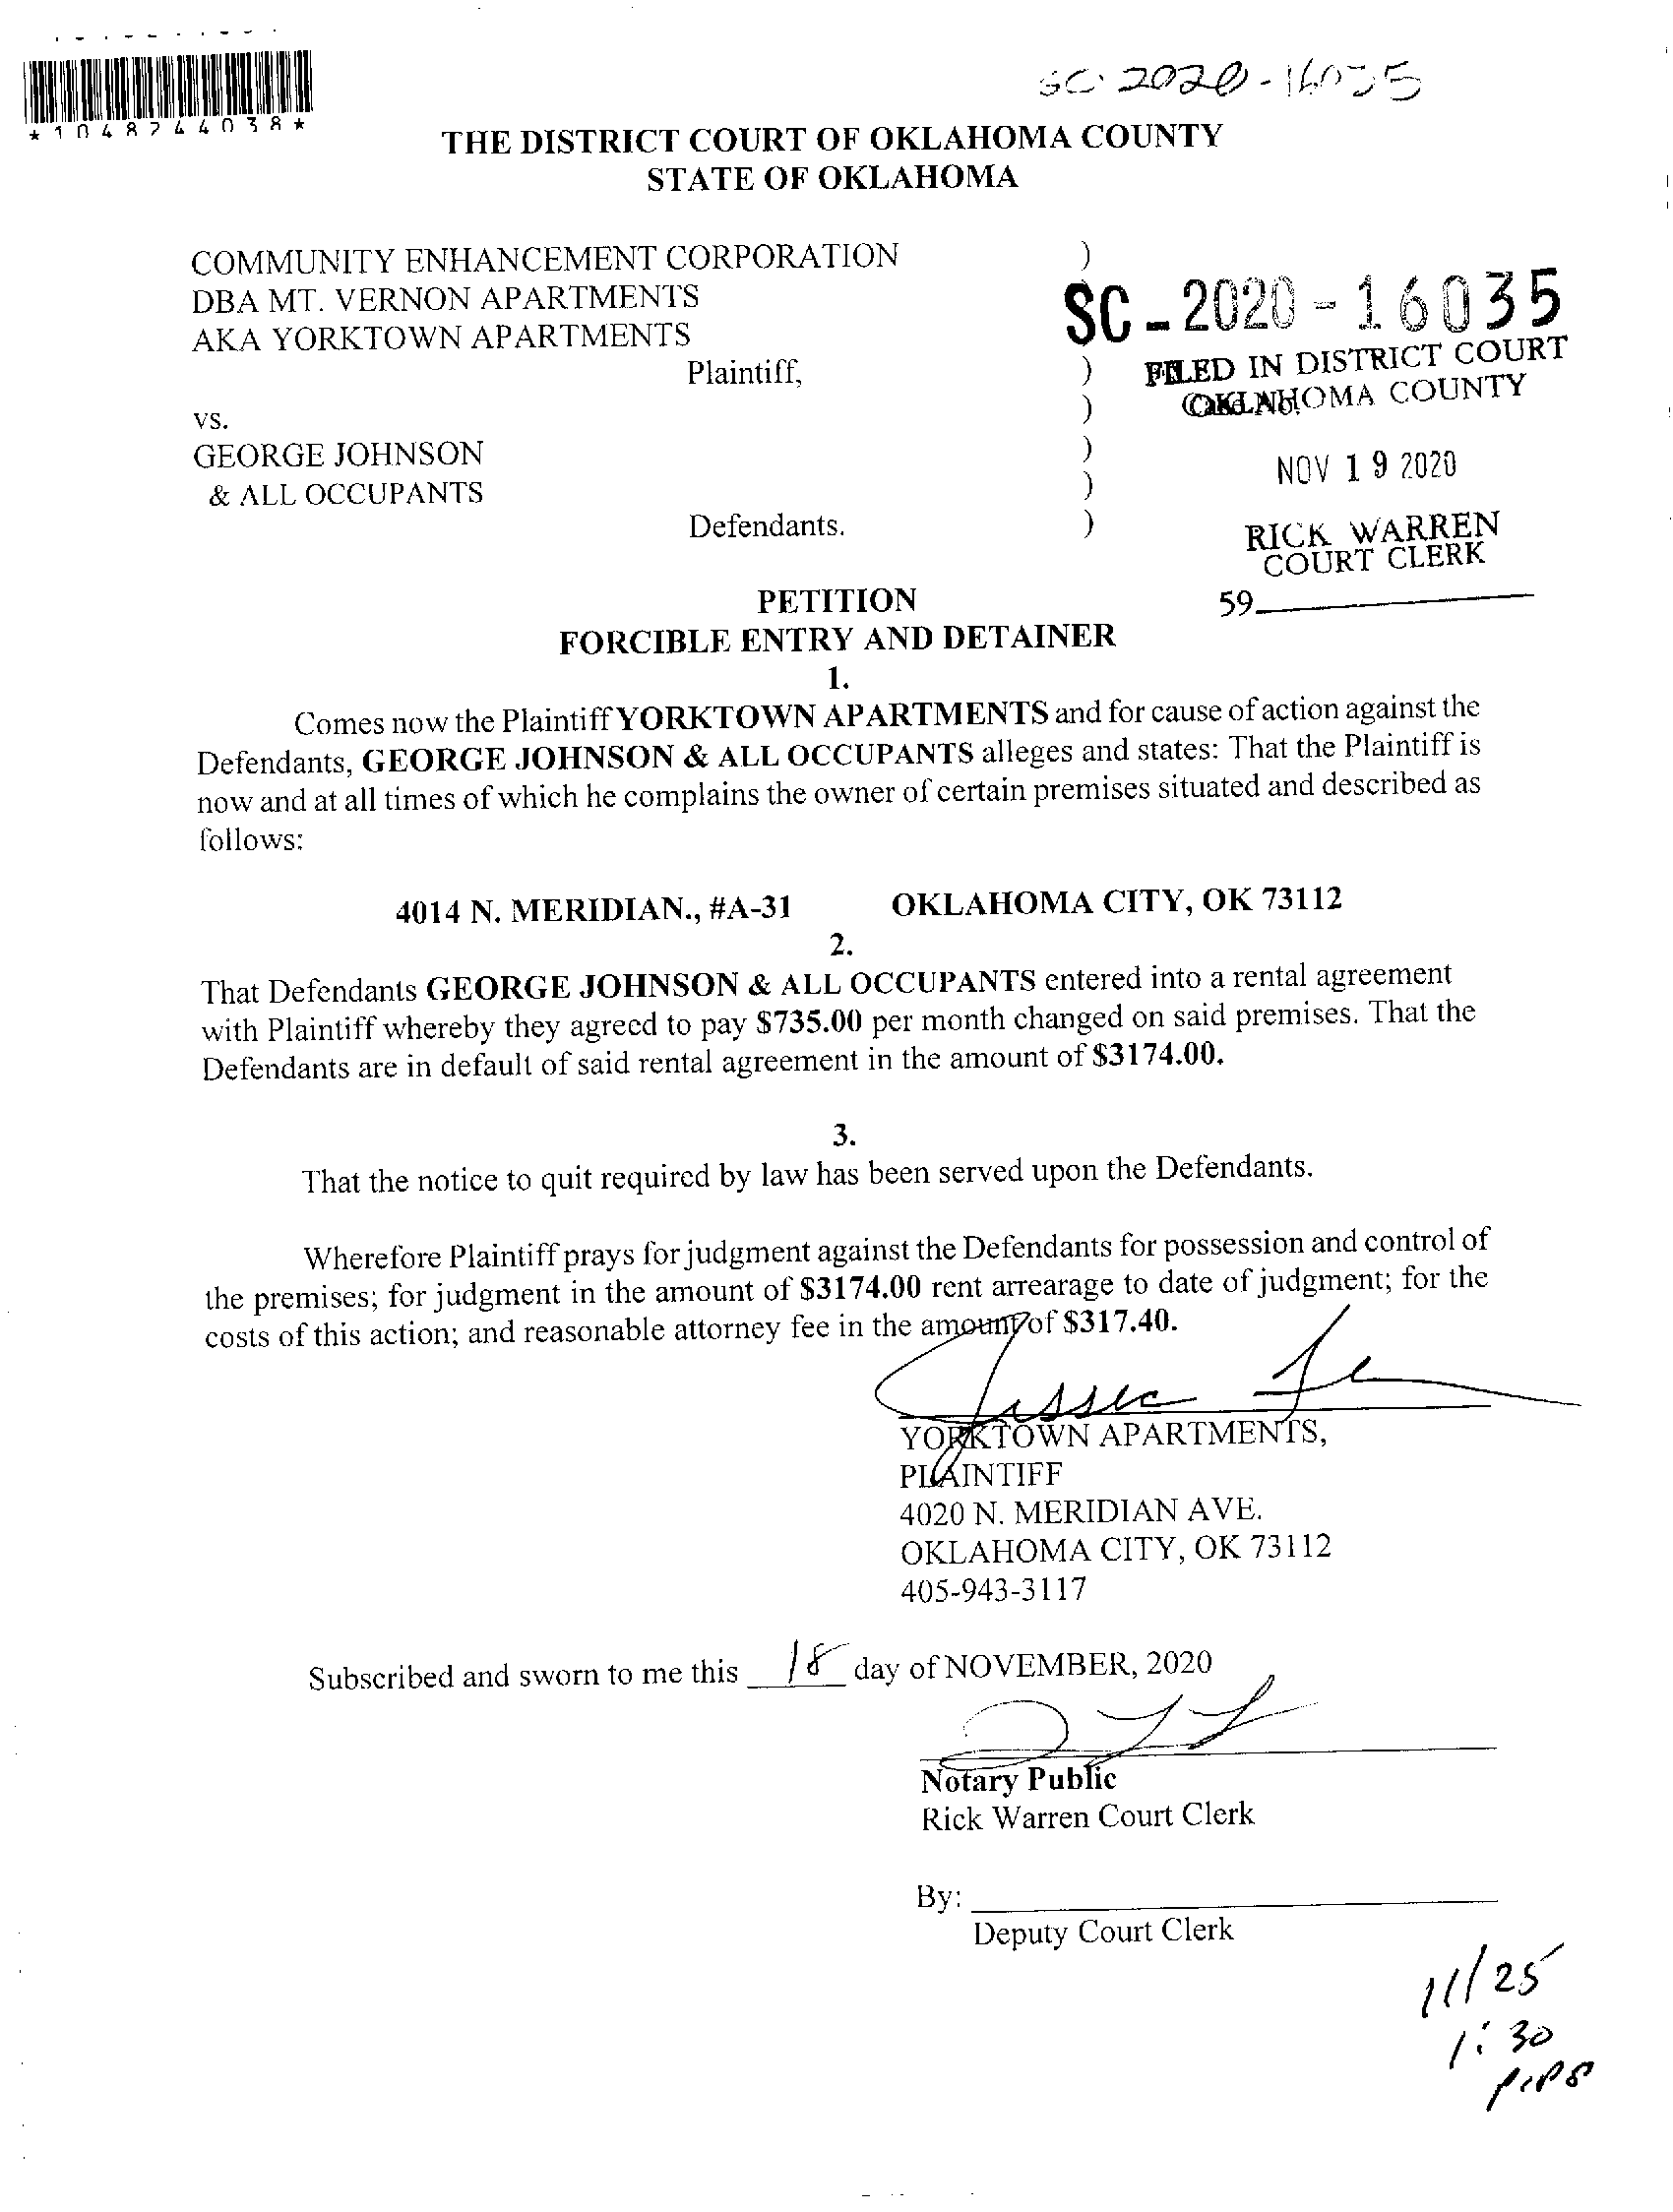 *1048244038*
SC-2020-16035
THE DISTRICT COURT OF OKLAHOMA COUNTY
STATE OF OKLAHOMA
COMMUNITY ENHANCEMENT CORPORATION )
DBA MT. VERNON APARTMENTS
AKA YORKTOWN APARTMENTS
SC-2020-16035
Plaintiff, )
FILED IN DISTRICT COURT
OKLAHOMA COUNTY
vs. )
GEORGE JOHNSON )
& ALL OCCUPANTS )
NOV 19 2020
Defendants. )
RICK WARREN
COURT CLERK
59
PETITION
FORCIBLE ENTRY AND DETAINER
1.
Comes now the Plaintiff YORKTOWN APARTMENTS and for cause of action against the
Defendants, GEORGE JOHNSON & ALL OCCUPANTS alleges and states: That the Plaintiff is
now and at all times of which he complains the owner of certain premises situated and described as
follows:
4014 N. MERIDIAN., #A-31 OKLAHOMA CITY, OK 73112
2.
That Defendants GEORGE JOHNSON & ALL OCCUPANTS entered into a rental agreement
with Plaintiff whereby they agreed to pay $735.00 per month changed on said premises. That the
Defendants are in default of said rental agreement in the amount of $3174.00.
3.
That the notice to quit required by law has been served upon the Defendants.
Wherefore Plaintiff prays for judgment against the Defendants for possession and control of
the premises; for judgment in the amount of $3174.00 rent arrearage to date of judgment; for the
costs of this action; and reasonable attorney fee in the amount of $317.40.
YORKTOWN APARTMENTS,
PLAINTIFF
4020 N. MERIDIAN AVE.
OKLAHOMA CITY, OK 73112
405-943-3117
Subscribed and sworn to me this 18 day of NOVEMBER, 2020
Notary Public
Rick Warren Court Clerk
By:
Deputy Court Clerk
11/25
1:30